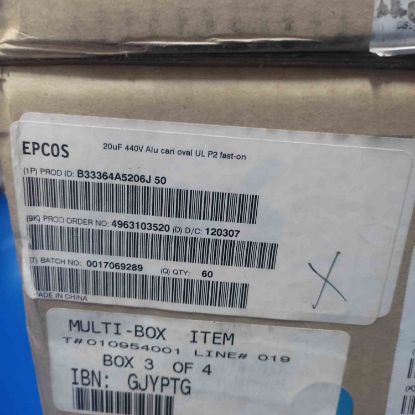 EPCOS
20uF 440V Alu can oval UL P2 fast-on
(1P) PROD ID: B33364A5206J 50
(9K) PROD ORDER NO: 4963103520 (D) D/C: 120307
(T) BATCH NO: 0017069289 (Q) QTY: 60
MADE IN CHINA
MULTI-BOX ITEM
T#010954001 LINE# 019
BOX 3 OF 4
IBN: GJYPTG